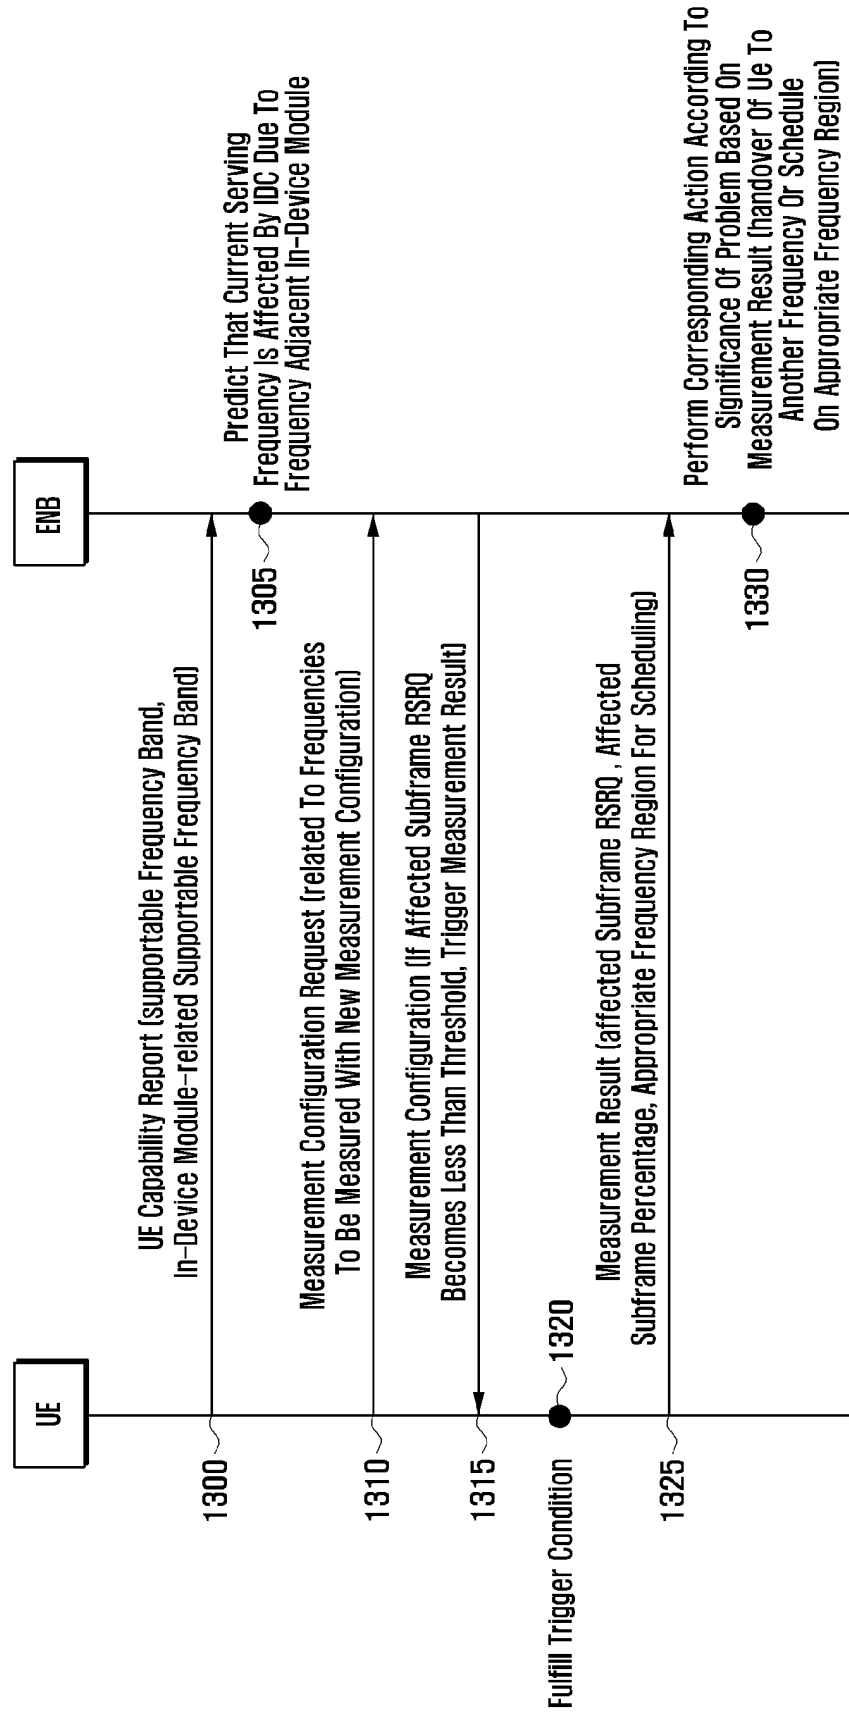 UE
ENB
UE Capability Report (supportable Frequency Band,
In-Device Module-related Supportable Frequency Band)
1300
Predict That Current Serving
Frequency Is Affected By IDC Due To
Frequency Adjacent In-Device Module
1305
Measurement Configuration Request (related To Frequencies
To Be Measured With New Measurement Configuration)
1310
Measurement Configuration (If Affected Subframe RSRQ
Becomes Less Than Threshold, Trigger Measurement Result)
1315
Fulfill Trigger Condition
1320
Measurement Result (affected Subframe RSRQ , Affected
Subframe Percentage, Appropriate Frequency Region For Scheduling)
1325
Perform Corresponding Action According To
Significance Of Problem Based On
Measurement Result (handover Of Ue To
Another Frequency Or Schedule
On Appropriate Frequency Region)
1330